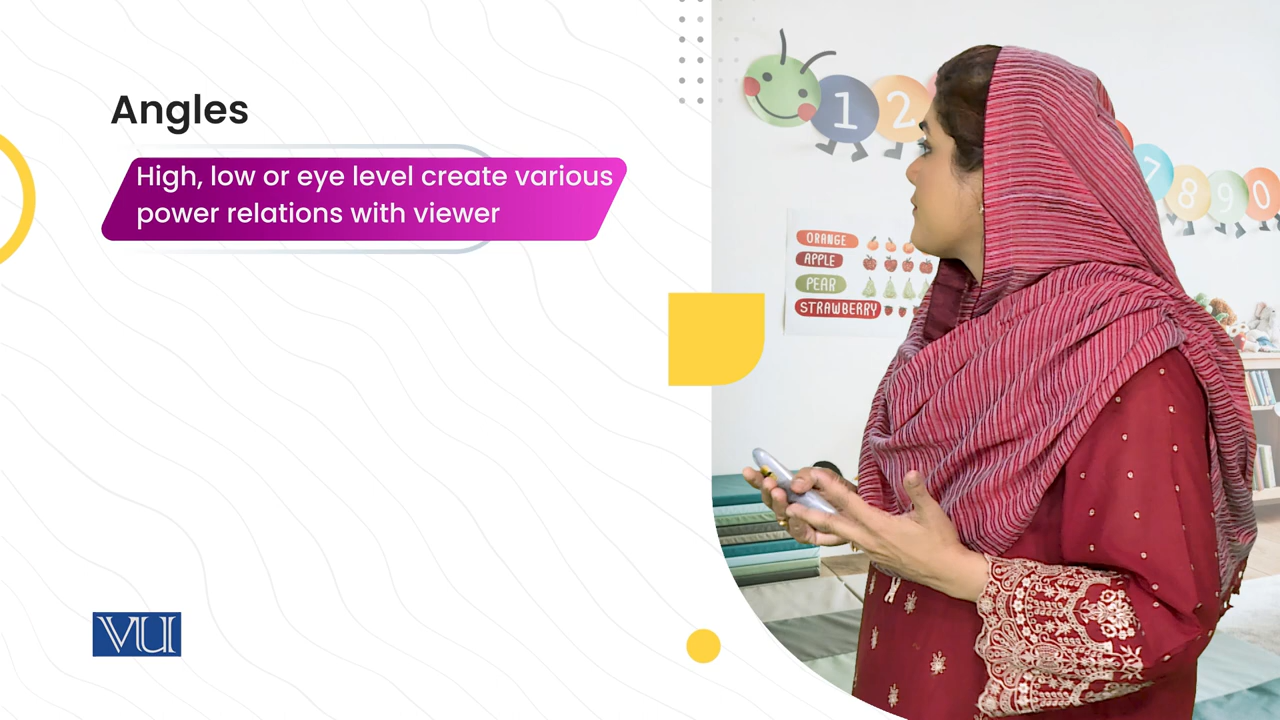 Angles
High, low or eye level create various
power relations with viewer
VU
1 2
7 8 9 0
ORANGE
APPLE
PEAR
STRAWBERRY